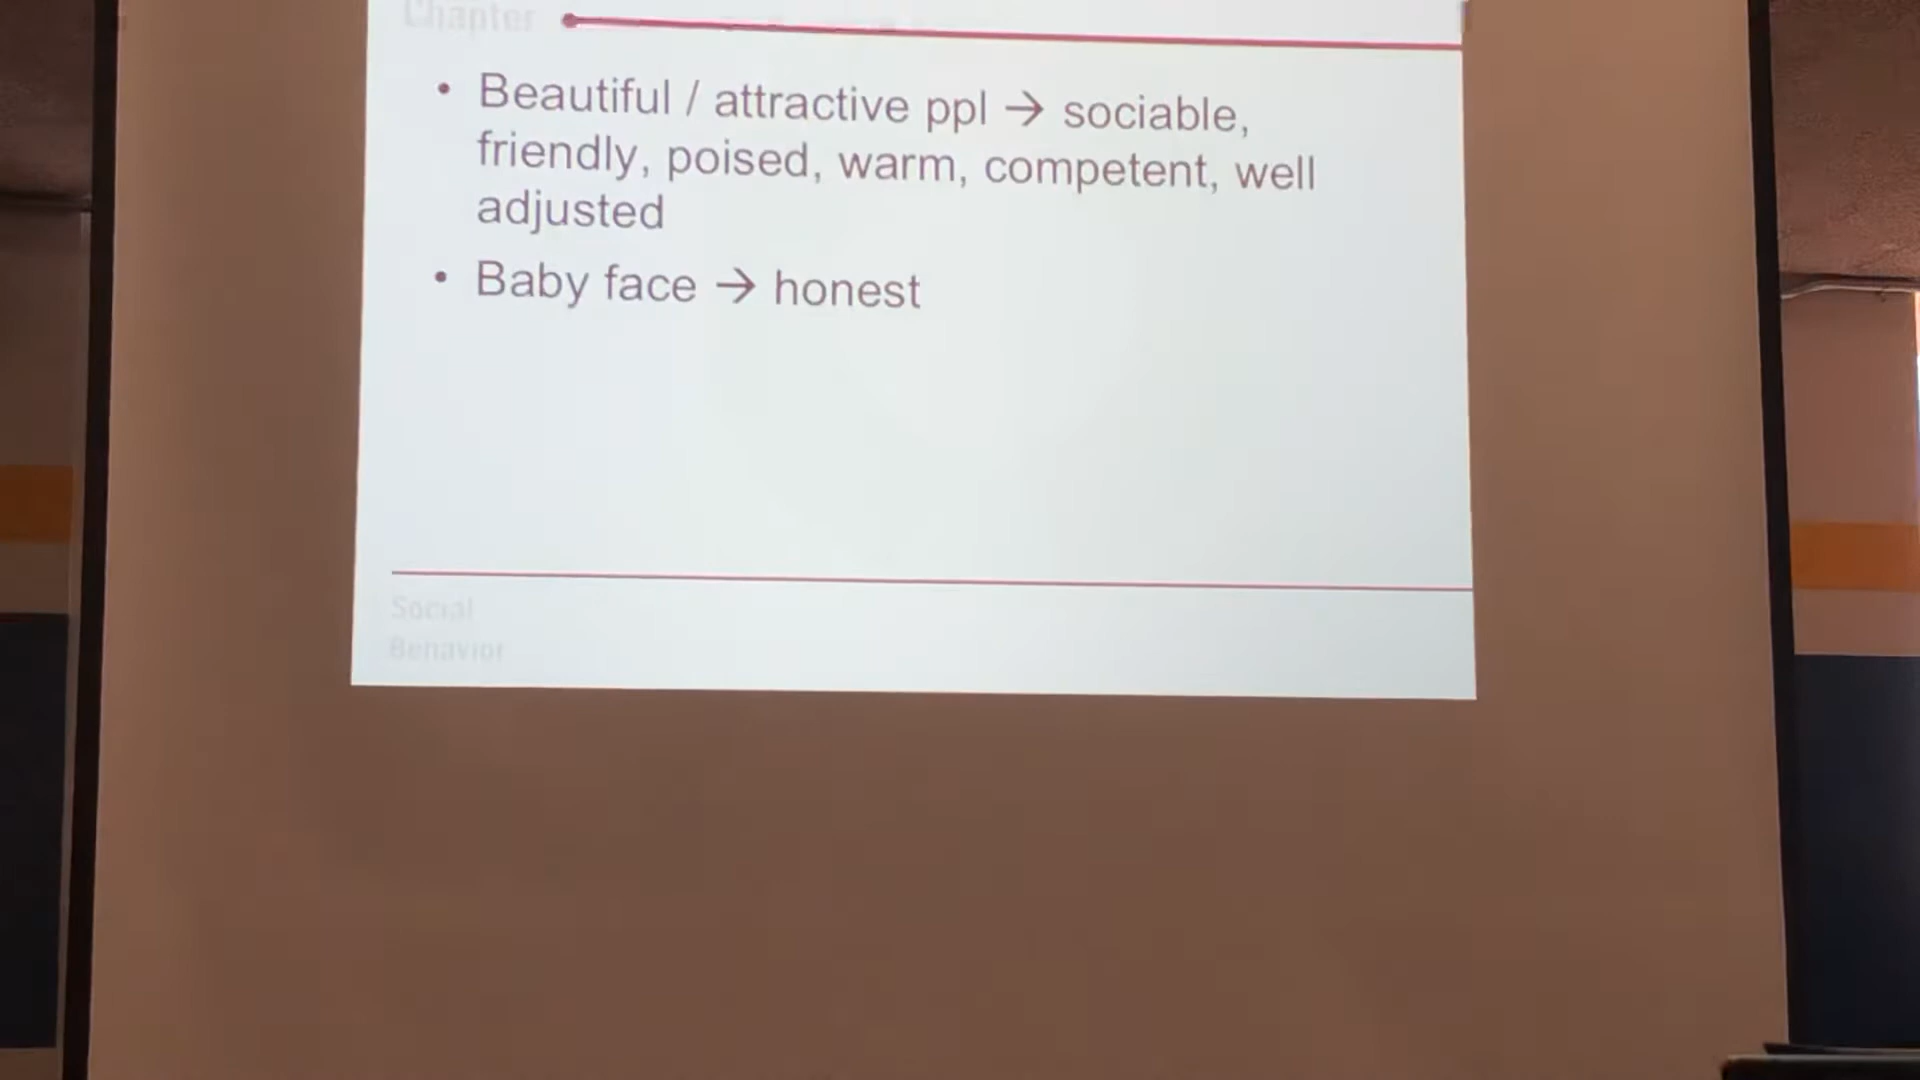 Chapter
• Beautiful / attractive ppl → sociable,
friendly, poised, warm, competent, well
adjusted
• Baby face → honest
Social
Behavior